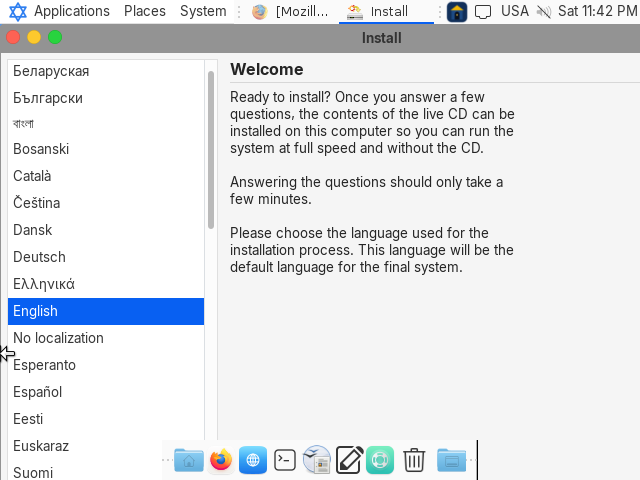 Applications Places System [Mozill... Install USA Sat 11:42 PM
Install
Беларуская
Български
বাংলা
Bosanski
Català
Čeština
Dansk
Deutsch
Ελληνικά
English
No localization
Esperanto
Español
Eesti
Euskaraz
Suomi
Welcome
Ready to install? Once you answer a few
questions, the contents of the live CD can be
installed on this computer so you can run the
system at full speed and without the CD.
Answering the questions should only take a
few minutes.
Please choose the language used for the
installation process. This language will be the
default language for the final system.